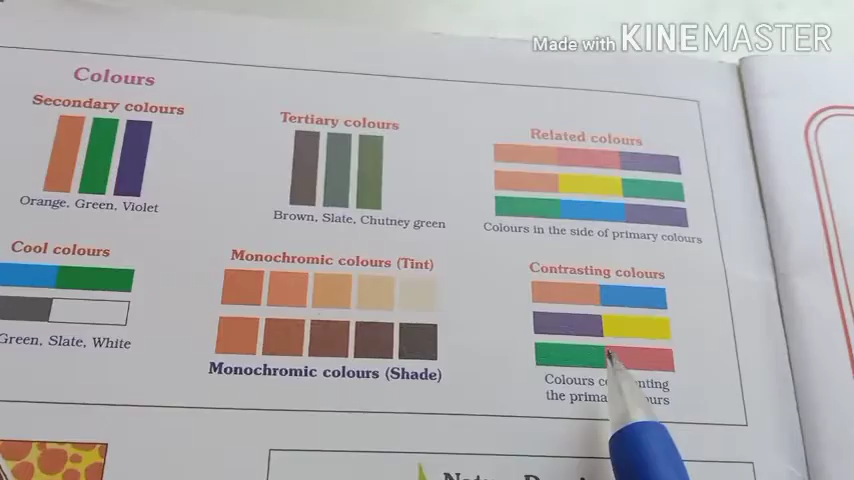 Made with KINEMASTER
Colours
Secondary colours
Orange, Green, Violet
Tertiary colours
Brown, Slate, Chutney green
Related colours
Colours in the side of primary colours
Cool colours
Green, Slate, White
Monochromic colours (Tint)
Monochromic colours (Shade)
Contrasting colours
Colours
the